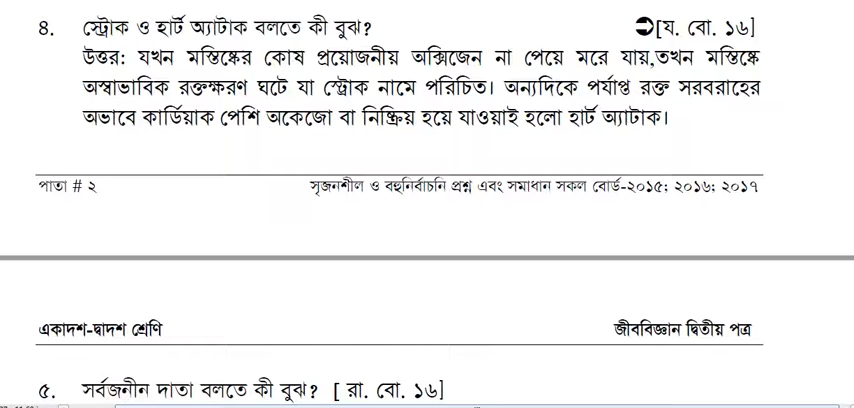 ৪. স্ট্রোক ও হার্ট অ্যাটাক বলতে কী বুঝ? ➲[য. বো. ১৬]
উত্তর: যখন মস্তিষ্কের কোষ প্রয়োজনীয় অক্সিজেন না পেয়ে মরে যায়,তখন মস্তিষ্কে
অস্বাভাবিক রক্তক্ষরণ ঘটে যা স্ট্রোক নামে পরিচিত। অন্যদিকে পর্যাপ্ত রক্ত সরবরাহের
অভাবে কার্ডিয়াক পেশি অকেজো বা নিষ্ক্রিয় হয়ে যাওয়াই হলো হার্ট অ্যাটাক।
পাতা # ২ সৃজনশীল ও বহুনির্বাচনি প্রশ্ন এবং সমাধান সকল বোর্ড-২০১৫; ২০১৬; ২০১৭
একাদশ-দ্বাদশ শ্রেণি জীববিজ্ঞান দ্বিতীয় পত্র
৫. সর্বজনীন দাতা বলতে কী বুঝ? [ রা. বো. ১৬]